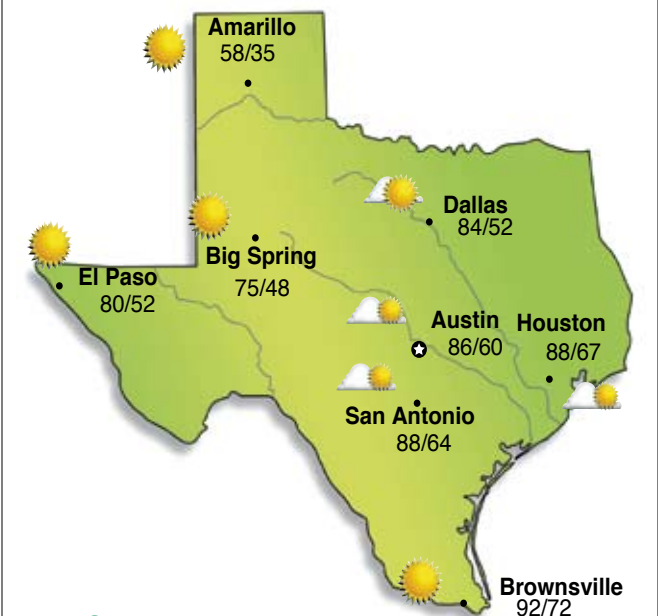 Amarillo
58/35
Dallas
84/52
Big Spring
75/48
El Paso
80/52
Austin
86/60
Houston
88/67
San Antonio
88/64
Brownsville
92/72